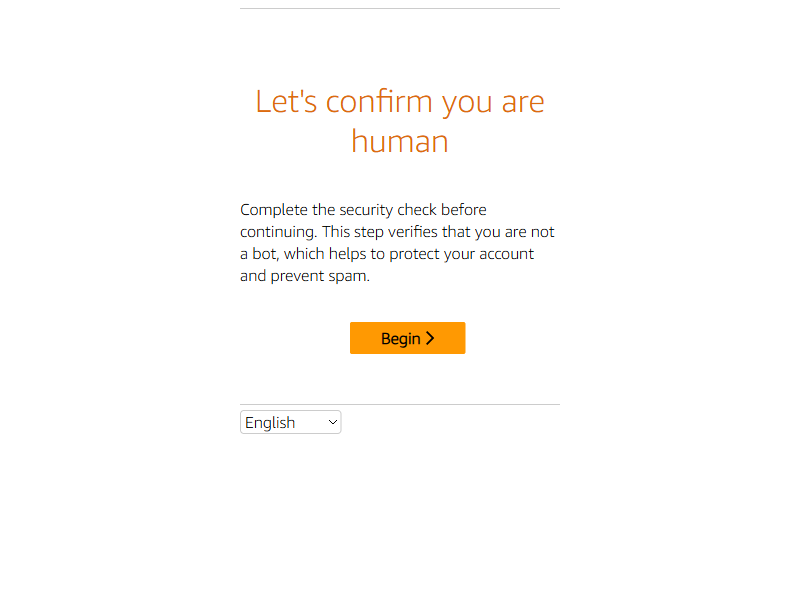 Let's confirm you are
human
Complete the security check before
continuing. This step verifies that you are not
a bot, which helps to protect your account
and prevent spam.
Begin
English